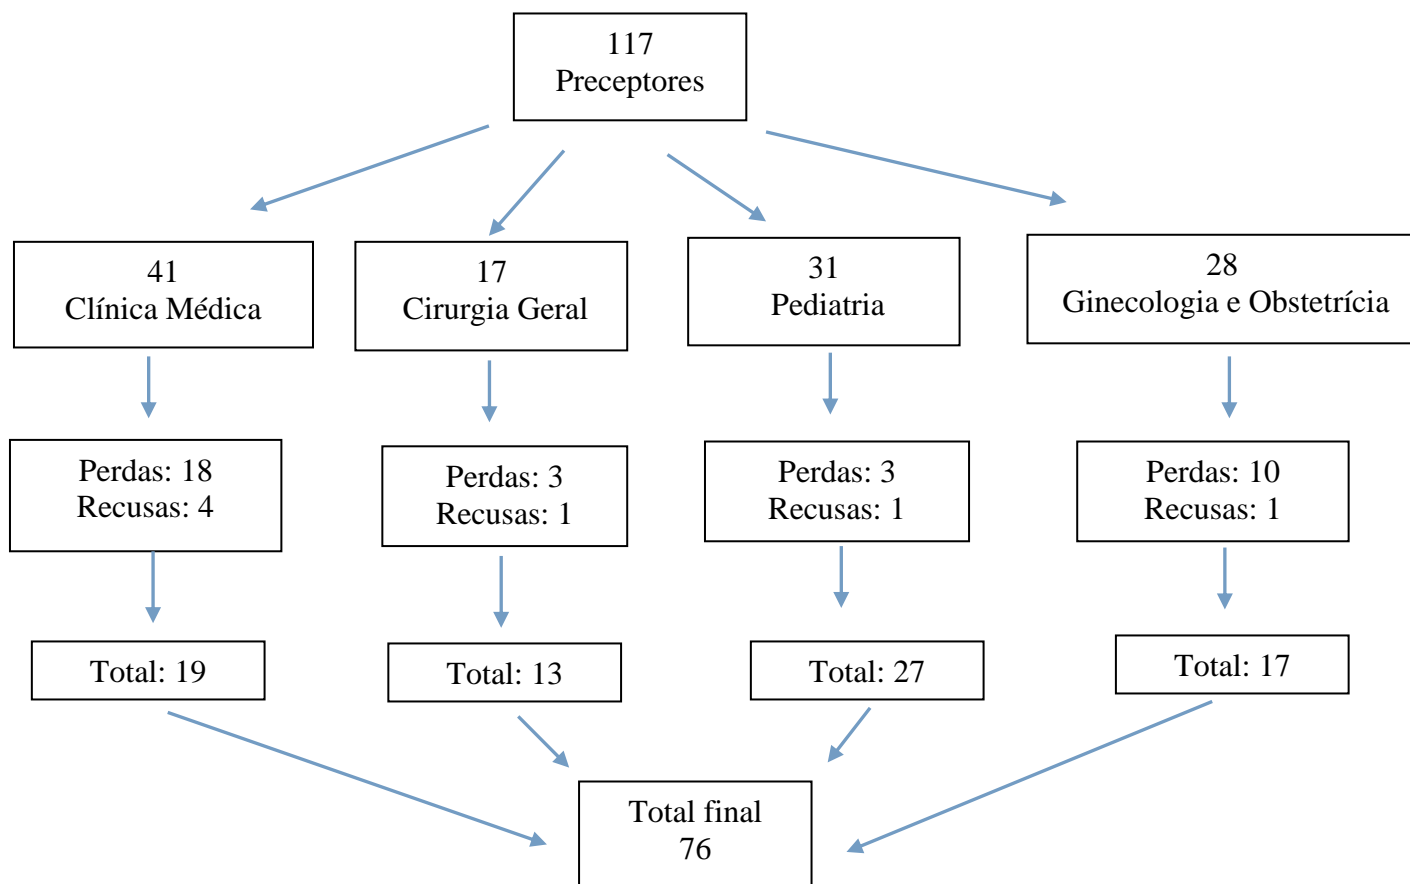 117
Preceptores
41
Clínica Médica
17
Cirurgia Geral
31
Pediatria
28
Ginecologia e Obstetrícia
Perdas: 18
Recusas: 4
Perdas: 3
Recusas: 1
Perdas: 3
Recusas: 1
Perdas: 10
Recusas: 1
Total: 19
Total: 13
Total: 27
Total: 17
Total final
76